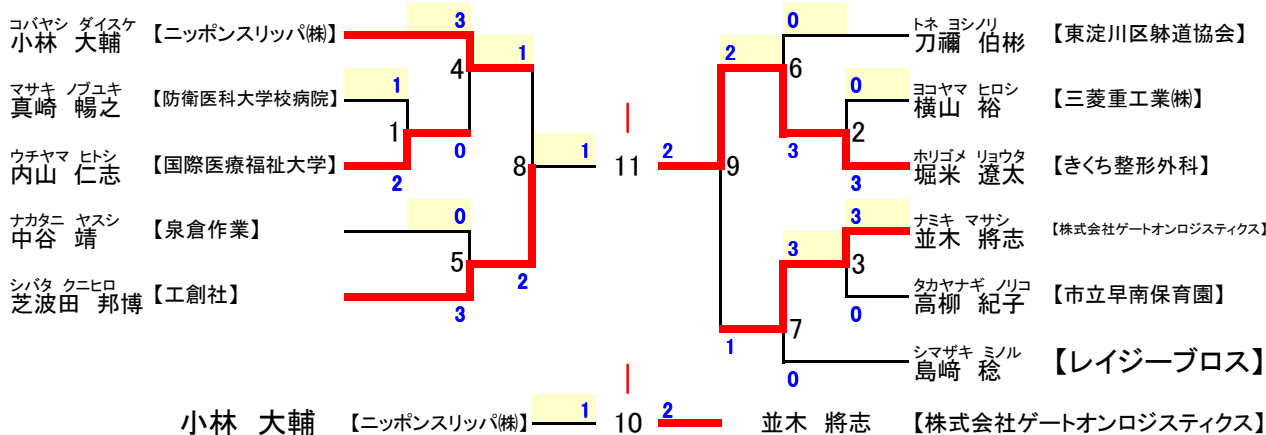 コバヤシ ダイスケ
小林 大輔 【ニッポンスリッパ㈱】
3
4
1
マサキ ノブユキ
真崎 暢之 【防衛医科大学校病院】
1
1
0
ウチヤマ ヒトシ
内山 仁志 【国際医療福祉大学】
2
8
1
ナカタニ ヤスシ
中谷 靖 【泉倉作業】
0
5
2
シバタ クニヒロ
芝波田 邦博 【工創社】
3
11
2
9
2
0
6
トネ ヨシノリ
刀禰 伯彬 【東淀川区躰道協会】
0
ヨコヤマ ヒロシ
横山 裕 【三菱重工業㈱】
2
3
ホリゴメ リョウタ
堀米 遼太 【きくち整形外科】
3
3
ナミキ マサシ
並木 將志 【株式会社ゲートオンロジスティクス】
3
3
タカヤナギ ノリコ
高柳 紀子 【市立早南保育園】
0
7
1
シマザキ ミノル
島﨑 稔 【レイジーブロス】
0
小林 大輔 【ニッポンスリッパ㈱】 1 10 2 並木 將志 【株式会社ゲートオンロジスティクス】